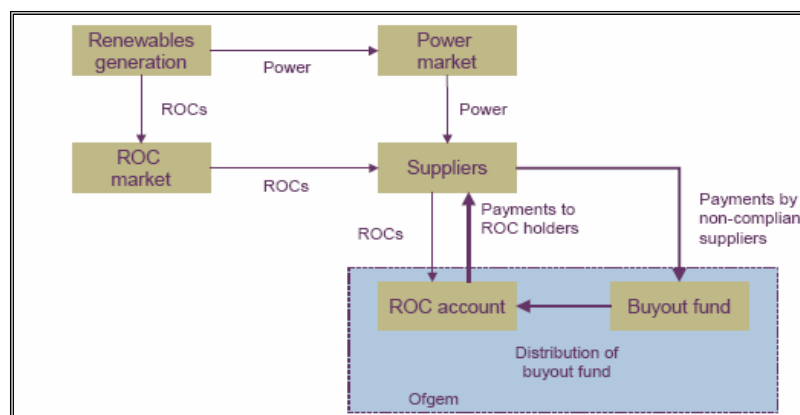 Renewables
generation
Power
Power
market
ROCs
Power
ROC
market
ROCs
Suppliers
ROCs
Payments to
ROC holders
Payments by
non-complian
suppliers
ROC account
Buyout fund
Distribution of
buyout fund
Ofgem